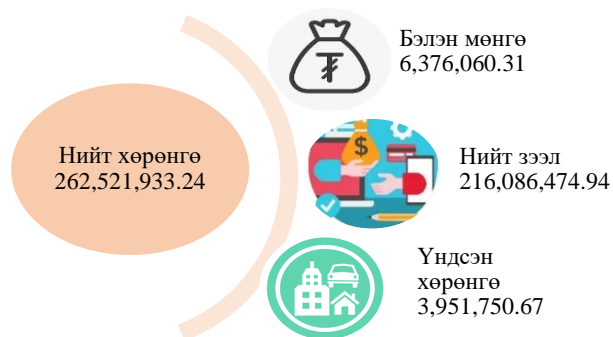 Нийт хөрөнгө
262,521,933.24
Бэлэн мөнгө
6,376,060.31
₮
$
Нийт зээл
216,086,474.94
Үндсэн
хөрөнгө
3,951,750.67